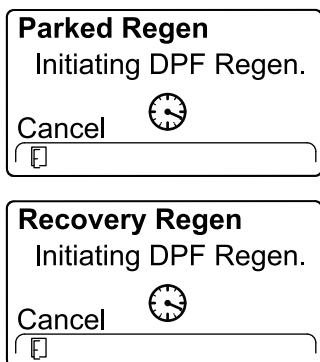 Parked Regen
Initiating DPF Regen.
Cancel
Recovery Regen
Initiating DPF Regen.
Cancel